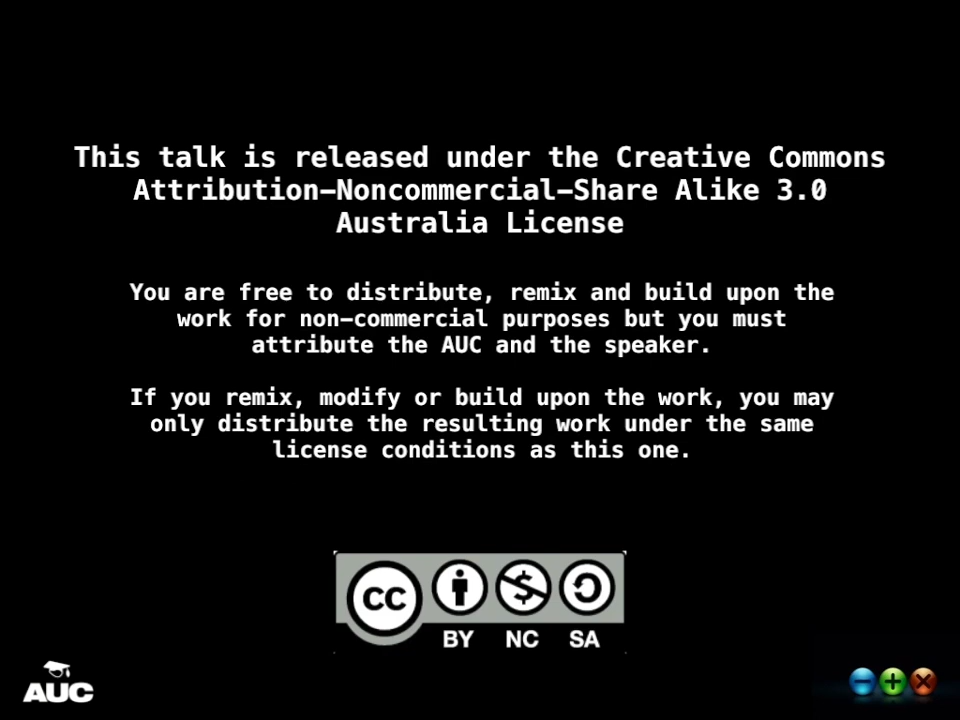 This talk is released under the Creative Commons
Attribution-Noncommercial-Share Alike 3.0
Australia License
You are free to distribute, remix and build upon the
work for non-commercial purposes but you must
attribute the AUC and the speaker.
If you remix, modify or build upon the work, you may
only distribute the resulting work under the same
license conditions as this one.
cc
BY NC SA
AUC